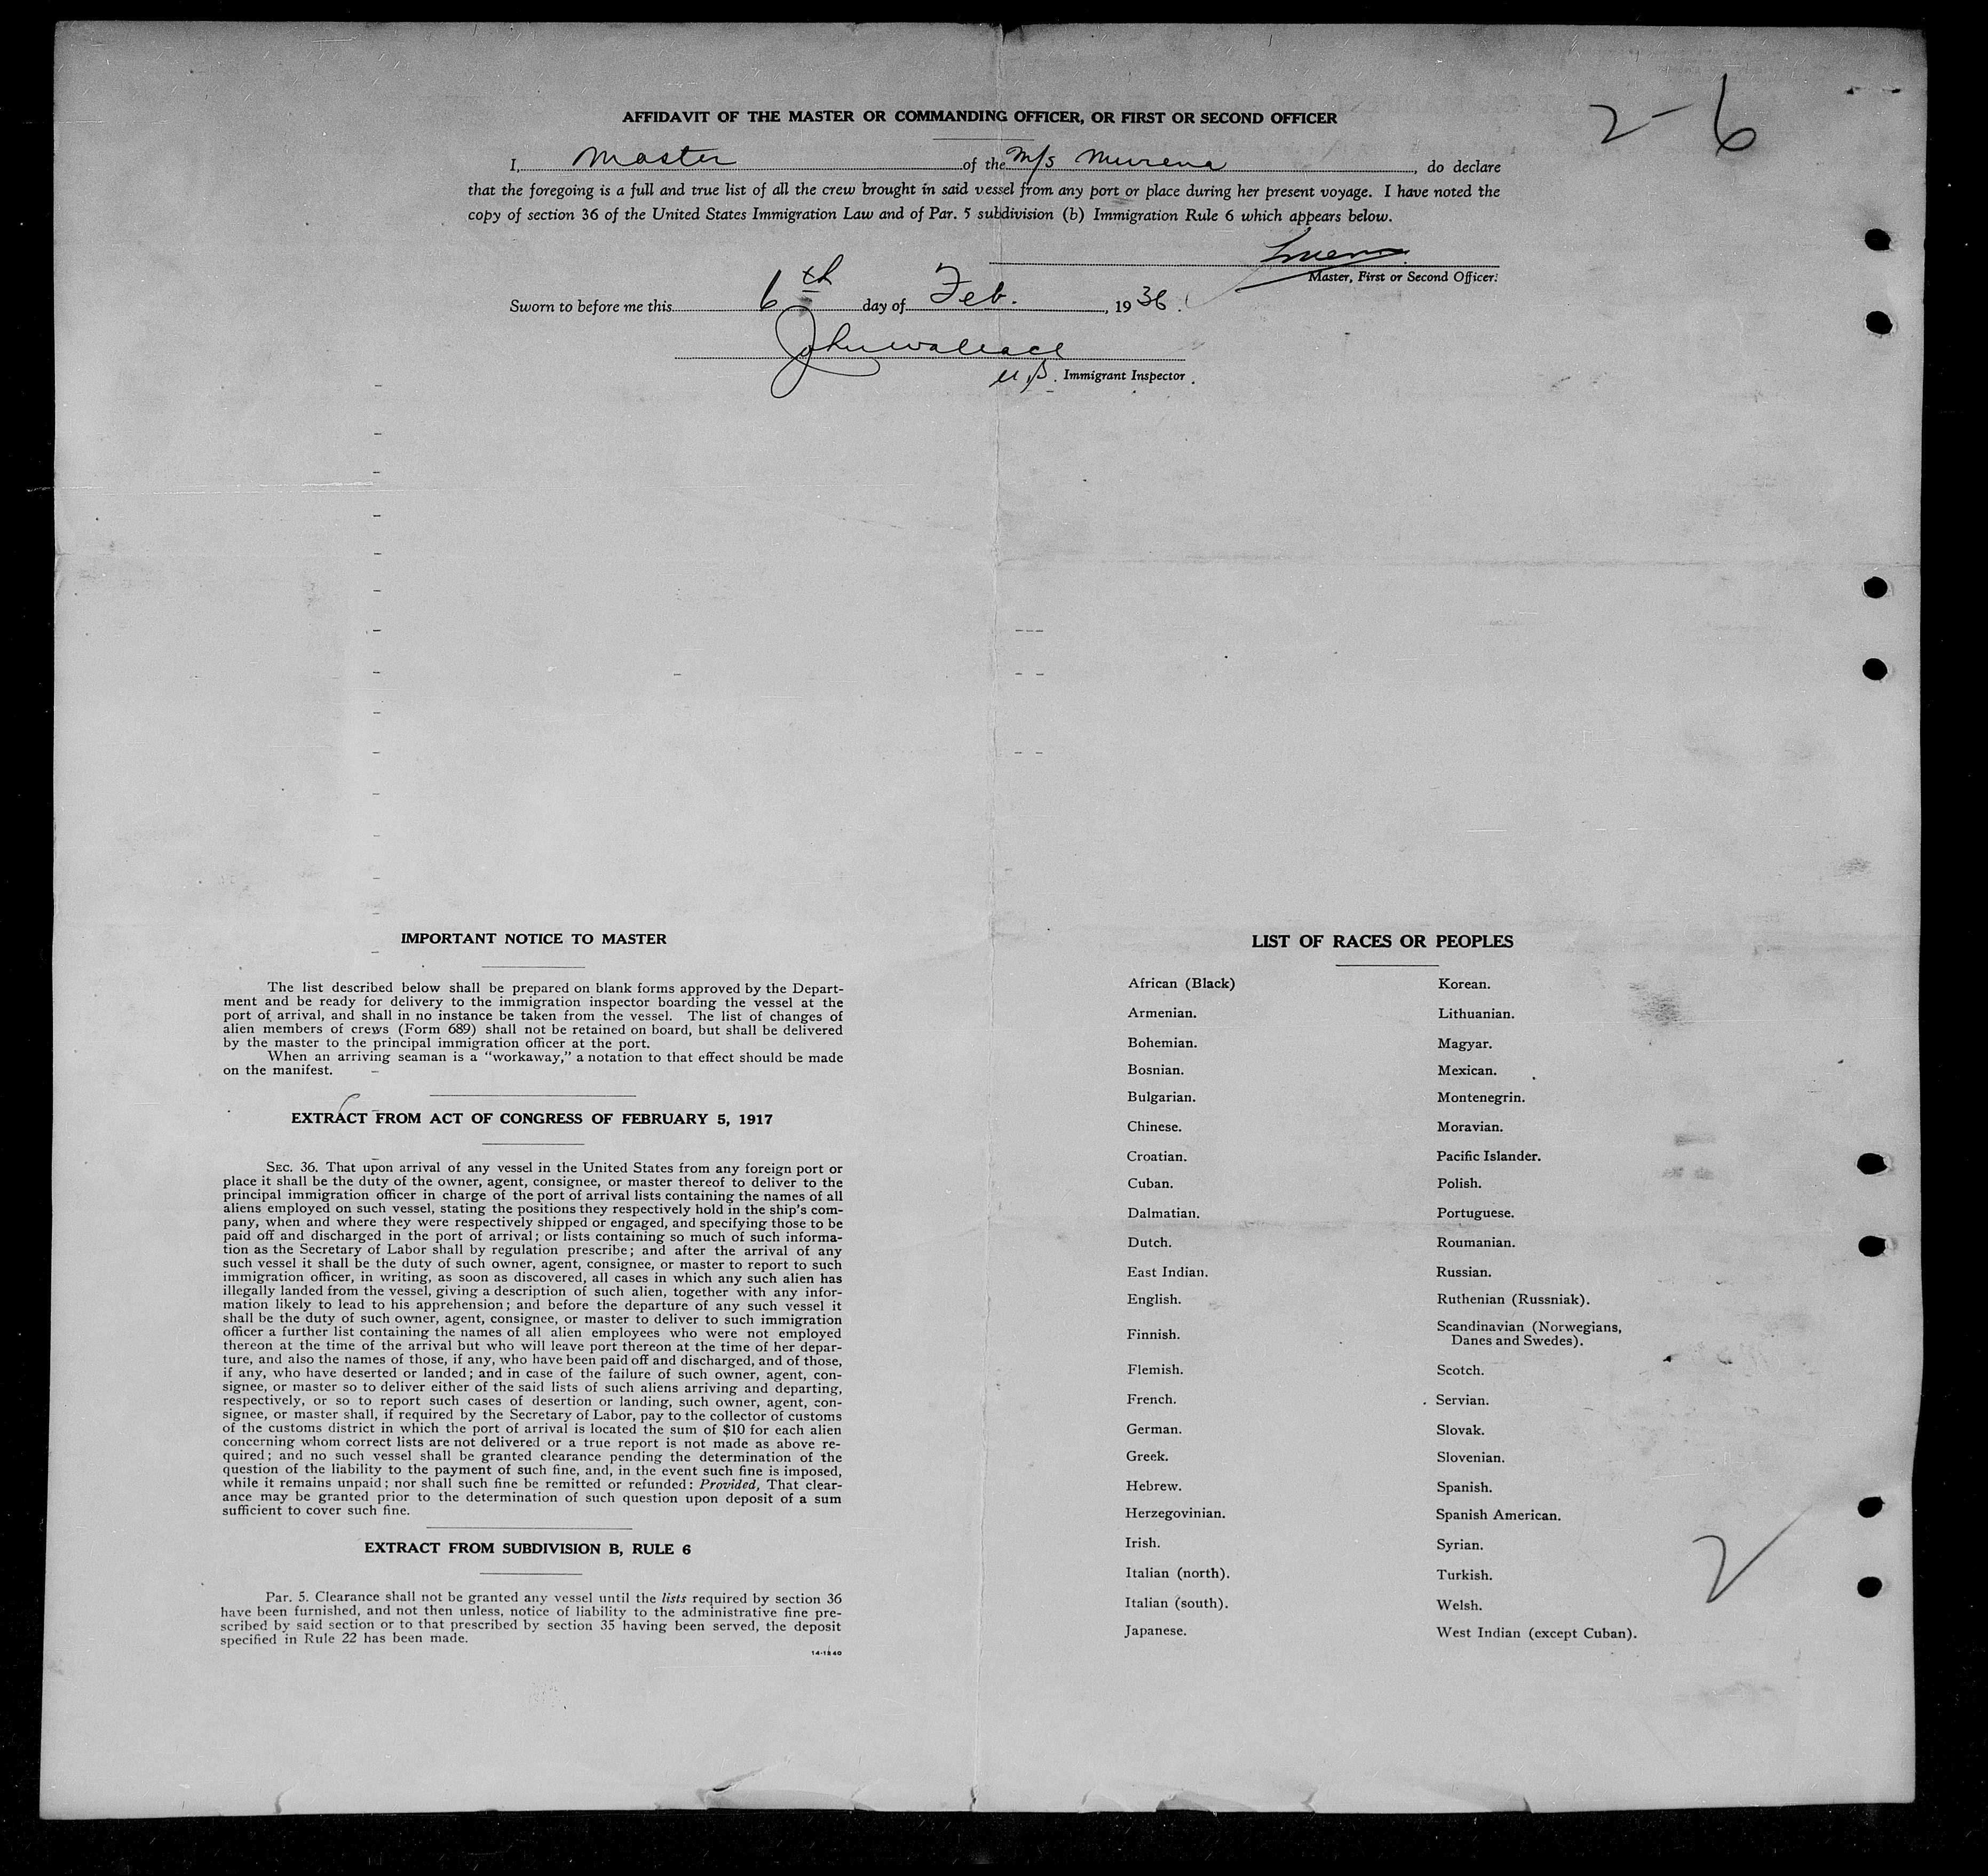 2-6
AFFIDAVIT OF THE MASTER OR COMMANDING OFFICER, OR FIRST OR SECOND OFFICER
I, Master of the M/s Murena, do declare
that the foregoing is a full and true list of all the crew brought in said vessel from any port or place during her present voyage. I have noted the
copy of section 36 of the United States Immigration Law and of Par. 5 subdivision (b) Immigration Rule 6 which appears below.
Master, First or Second Officer.
Sworn to before me this 6th day of Feb., 1936.
John Wallace
U.S. Immigrant Inspector.
IMPORTANT NOTICE TO MASTER
The list described below shall be prepared on blank forms approved by the Depart-
ment and be ready for delivery to the immigration inspector boarding the vessel at the
port of arrival, and shall in no instance be taken from the vessel. The list of changes of
alien members of crews (Form 689) shall not be retained on board, but shall be delivered
by the master to the principal immigration officer at the port.
When an arriving seaman is a "workaway," a notation to that effect should be made
on the manifest.
EXTRACT FROM ACT OF CONGRESS OF FEBRUARY 5, 1917
SEC. 36. That upon arrival of any vessel in the United States from any foreign port or
place it shall be the duty of the owner, agent, consignee, or master thereof to deliver to the
principal immigration officer in charge of the port of arrival lists containing the names of all
aliens employed on such vessel, stating the positions they respectively hold in the ship's com-
pany, when and where they were respectively shipped or engaged, and specifying those to be
paid off and discharged in the port of arrival; or lists containing so much of such informa-
tion as the Secretary of Labor shall by regulation prescribe; and after the arrival of any
such vessel it shall be the duty of such owner, agent, consignee, or master to report to such
immigration officer, in writing, as soon as discovered, all cases in which any such alien has
illegally landed from the vessel, giving a description of such alien, together with any infor-
mation likely to lead to his apprehension; and before the departure of any such vessel it
shall be the duty of such owner, agent, consignee, or master to deliver to such immigration
officer a further list containing the names of all alien employees who were not employed
thereon at the time of the arrival but who will leave port thereon at the time of her depar-
ture, and also the names of those, if any, who have been paid off and discharged, and of those,
if any, who have deserted or landed; and in case of the failure of such owner, agent, con-
signee, or master so to deliver either of the said lists of such aliens arriving and departing,
respectively, or so to report such cases of desertion or landing, such owner, agent, con-
signee, or master shall, if required by the Secretary of Labor, pay to the collector of customs
of the customs district in which the port of arrival is located the sum of $10 for each alien
concerning whom correct lists are not delivered or a true report is not made as above re-
quired; and no such vessel shall be granted clearance pending the determination of the
question of the liability to the payment of such fine, and, in the event such fine is imposed,
while it remains unpaid; nor shall such fine be remitted or refunded: Provided, That clear-
ance may be granted prior to the determination of such question upon deposit of a sum
sufficient to cover such fine.
EXTRACT FROM SUBDIVISION B, RULE 6
Par. 5. Clearance shall not be granted any vessel until the lists required by section 36
have been furnished, and not then unless, notice of liability to the administrative fine pre-
scribed by said section or to that prescribed by section 35 having been served, the deposit
specified in Rule 22 has been made.
14-1240
LIST OF RACES OR PEOPLES
African (Black)
Armenian.
Bohemian.
Bosnian.
Bulgarian.
Chinese.
Croatian.
Cuban.
Dalmatian.
Dutch.
East Indian.
English.
Finnish.
Flemish.
French.
German.
Greek.
Hebrew.
Herzegovinian.
Irish.
Italian (north).
Italian (south).
Japanese.
Korean.
Lithuanian.
Magyar.
Mexican.
Montenegrin.
Moravian.
Pacific Islander.
Polish.
Portuguese.
Roumanian.
Russian.
Ruthenian (Russniak).
Scandinavian (Norwegians,
Danes and Swedes).
Scotch.
Servian.
Slovak.
Slovenian.
Spanish.
Spanish American.
Syrian.
Turkish.
Welsh.
West Indian (except Cuban).
2